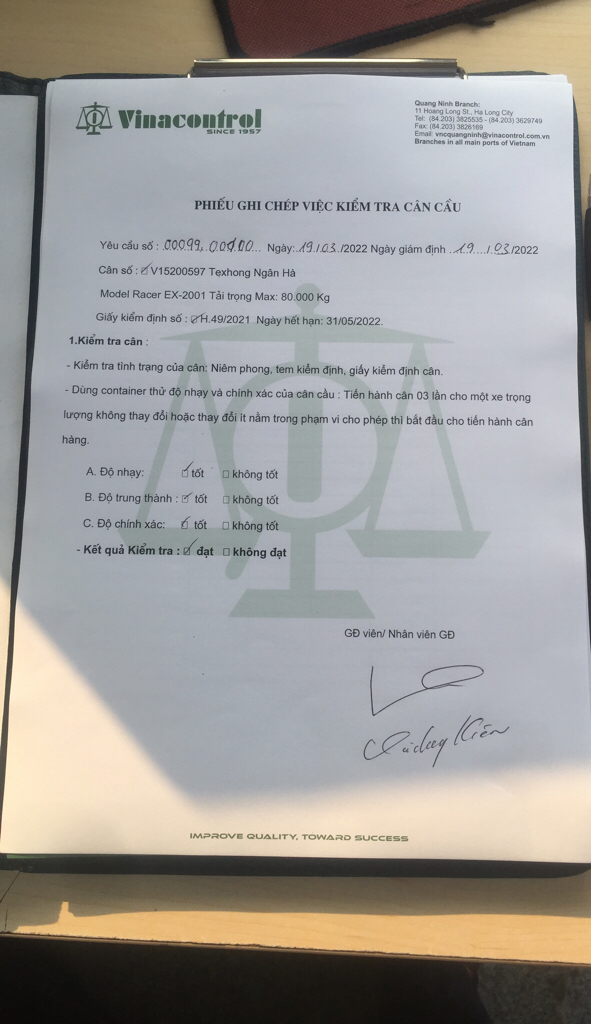 Vinacontrol
SINCE 1957
Quang Ninh Branch:
11 Hoang Long St., Ha Long City
Tel: (84.203) 3825535 - (84.203) 3629749
Fax: (84.203) 3826169
Email: vncquangninh@vinacontrol.com.vn
Branches in all main ports of Vietnam
PHIẾU GHI CHÉP VIỆC KIỂM TRA CÂN CẦU
Yêu cầu số : 00099, 00100... Ngày: 19/03/2022 Ngày giám định ..19..../.03/2022
Cân số : ☑V15200597 Texhong Ngân Hà
Model Racer EX-2001 Tải trọng Max: 80.000 Kg
Giấy kiểm định số : ☑H.49/2021 Ngày hết hạn: 31/05/2022.
1.Kiểm tra cân :
- Kiểm tra tình trạng của cân: Niêm phong, tem kiểm định, giấy kiểm định cân.
- Dùng container thử độ nhạy và chính xác của cân cầu : Tiến hành cân 03 lần cho một xe trọng
lượng không thay đổi hoặc thay đổi ít nằm trong phạm vi cho phép thì bắt đầu cho tiến hành cân
hàng.
A. Độ nhạy: ☑ tốt ☐ không tốt
B. Độ trung thành : ☑ tốt ☐ không tốt
C. Độ chính xác: ☑ tốt ☐ không tốt
- Kết quả Kiểm tra : ☑ đạt ☐ không đạt
GĐ viên/ Nhân viên GĐ
Kiên
IMPROVE QUALITY, TOWARD SUCCESS